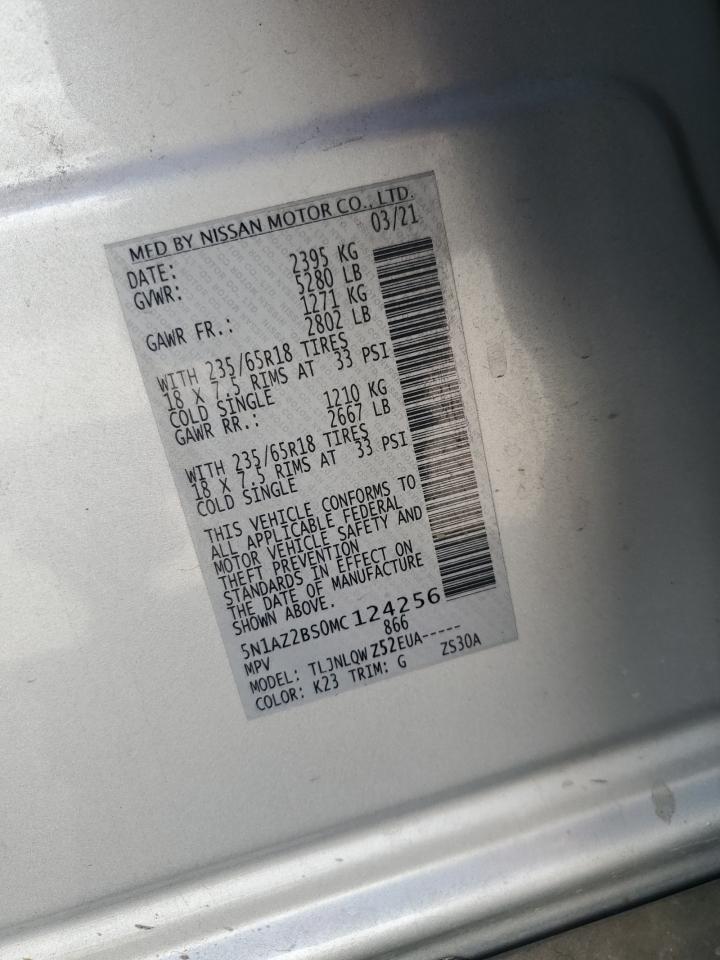 MFD BY NISSAN MOTOR CO., LTD.
DATE: 03/21
GVWR: 2395 KG
5280 LB
GAWR FR.: 1271 KG
2802 LB
WITH 235/65R18 TIRES
18 X 7.5 RIMS AT 33 PSI
COLD SINGLE
GAWR RR.: 1210 KG
2667 LB
WITH 235/65R18 TIRES
18 X 7.5 RIMS AT 33 PSI
COLD SINGLE
THIS VEHICLE CONFORMS TO
ALL APPLICABLE FEDERAL
MOTOR VEHICLE SAFETY AND
THEFT PREVENTION
STANDARDS IN EFFECT ON
THE DATE OF MANUFACTURE
SHOWN ABOVE.
5N1AZ2BS0MC124256
MPV 866
MODEL: TLJNLQWZ52EUA-----
COLOR: K23 TRIM: G ZS30A